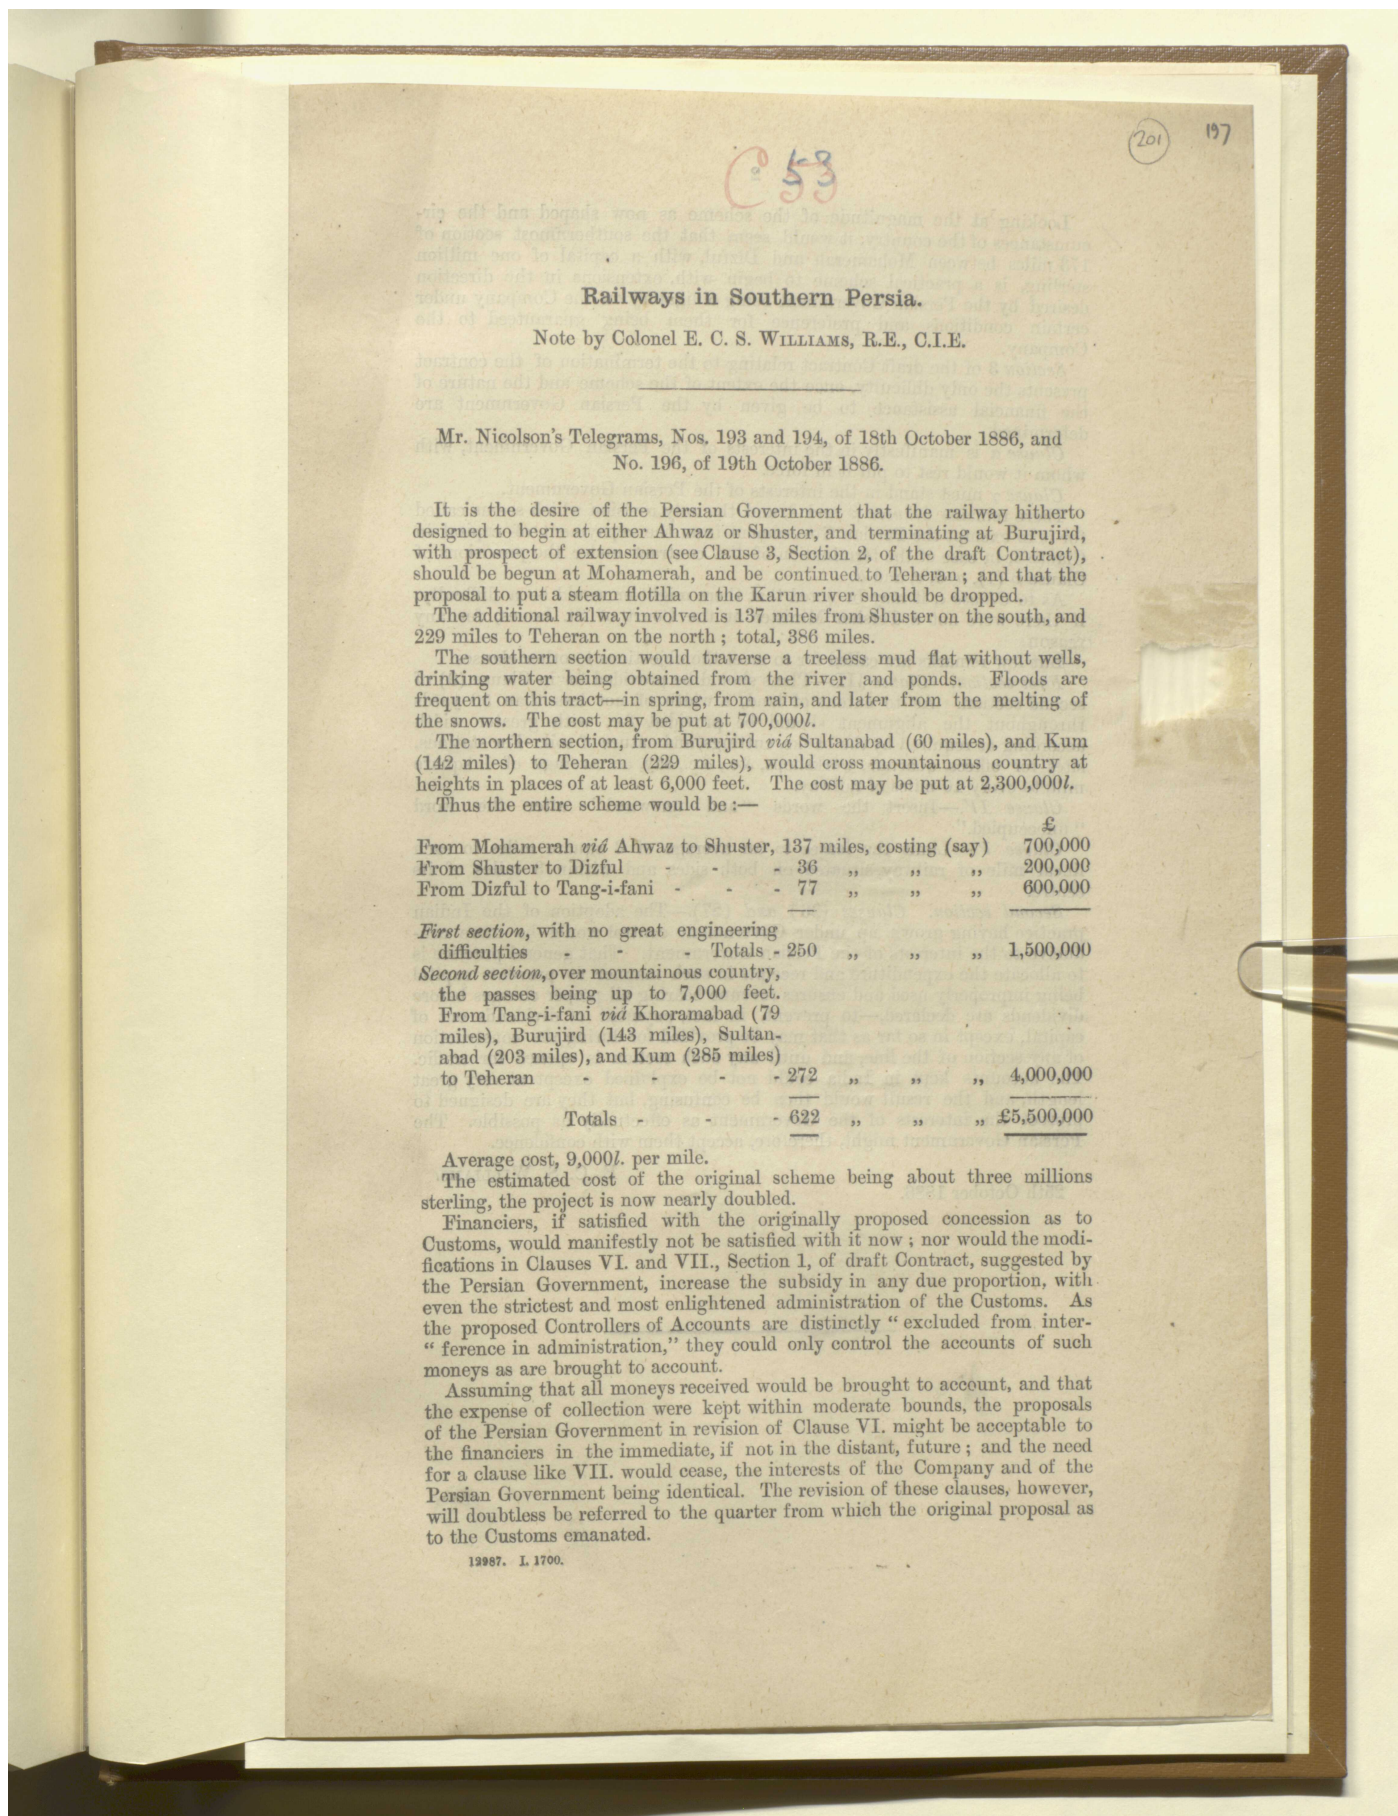 201
197
C 53
Railways in Southern Persia.
Note by Colonel E. C. S. WILLIAMS, R.E., C.I.E.
Mr. Nicolson's Telegrams, Nos. 193 and 194, of 18th October 1886, and
No. 196, of 19th October 1886.
It is the desire of the Persian Government that the railway hitherto
designed to begin at either Ahwaz or Shuster, and terminating at Burujird,
with prospect of extension (see Clause 3, Section 2, of the draft Contract),
should be begun at Mohamerah, and be continued to Teheran; and that the
proposal to put a steam flotilla on the Karun river should be dropped.
The additional railway involved is 137 miles from Shuster on the south, and
229 miles to Teheran on the north; total, 386 miles.
The southern section would traverse a treeless mud flat without wells,
drinking water being obtained from the river and ponds. Floods are
frequent on this tract—in spring, from rain, and later from the melting of
the snows. The cost may be put at 700,000l.
The northern section, from Burujird viâ Sultanabad (60 miles), and Kum
(142 miles) to Teheran (229 miles), would cross mountainous country at
heights in places of at least 6,000 feet. The cost may be put at 2,300,000l.
Thus the entire scheme would be:—
£
From Mohamerah viâ Ahwaz to Shuster, 137 miles, costing (say) 700,000
From Shuster to Dizful - - - 36 „ „ „ 200,000
From Dizful to Tang-i-fani - - - 77 „ „ „ 600,000
First section, with no great engineering
difficulties - - - Totals - 250 „ „ „ 1,500,000
Second section, over mountainous country,
the passes being up to 7,000 feet.
From Tang-i-fani viâ Khoramabad (79
miles), Burujird (143 miles), Sultan-
abad (203 miles), and Kum (285 miles)
to Teheran - - - - 272 „ „ „ 4,000,000
Totals - - - 622 „ „ „ £5,500,000
Average cost, 9,000l. per mile.
The estimated cost of the original scheme being about three millions
sterling, the project is now nearly doubled.
Financiers, if satisfied with the originally proposed concession as to
Customs, would manifestly not be satisfied with it now; nor would the modi-
fications in Clauses VI. and VII., Section 1, of draft Contract, suggested by
the Persian Government, increase the subsidy in any due proportion, with
even the strictest and most enlightened administration of the Customs. As
the proposed Controllers of Accounts are distinctly " excluded from inter-
" ference in administration," they could only control the accounts of such
moneys as are brought to account.
Assuming that all moneys received would be brought to account, and that
the expense of collection were kept within moderate bounds, the proposals
of the Persian Government in revision of Clause VI. might be acceptable to
the financiers in the immediate, if not in the distant, future; and the need
for a clause like VII. would cease, the interests of the Company and of the
Persian Government being identical. The revision of these clauses, however,
will doubtless be referred to the quarter from which the original proposal as
to the Customs emanated.
12987. I. 1700.